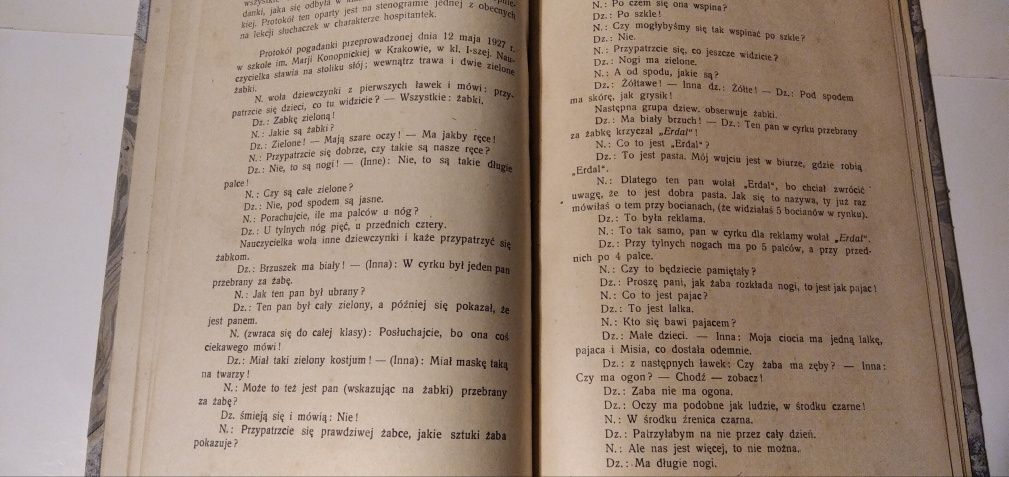 danki, jaka odbyła w
kiej. Protokół ten oparty jest na stenogramie jednej z obecnych
na lekcji słuchaczek w charakterze hospitantek.
Protokół pogadanki przeprowadzonej dnia 12 maja 1927 r.
w szkole im. Marji Konopnickiej w Krakowie, w kl. I-szej. Nau-
czycielka stawia na stoliku słój; wewnątrz trawa i dwie zielone
żabki.
N. woła dziewczynki z pierwszych ławek i mówi: przy-
patrzcie się dzieci, co tu widzicie? — Wszystkie: żabki.
Dz.: Żabkę zieloną!
N.: Jakie są żabki?
Dz.: Zielone! — Mają szare oczy! — Ma jakby ręce!
N.: Przypatrzcie się dobrze, czy takie są nasze ręce?
Dz.: Nie, to są nogi! — (Inne): Nie, to są takie długie
palce!
N.: Czy są całe zielone?
Dz.: Nie, pod spodem są jasne.
N.: Porachujcie, ile ma palców u nóg?
Dz.: U tylnych nóg pięć, u przednich cztery.
Nauczycielka woła inne dziewczynki i każe przypatrzyć się
żabkom.
Dz.: Brzuszek ma biały! — (Inna): W cyrku był jeden pan
przebrany za żabę.
N.: Jak ten pan był ubrany?
Dz.: Ten pan był cały zielony, a później się pokazał, że
jest panem.
N. (zwraca się do całej klasy): Posłuchajcie, bo ona coś
ciekawego mówi!
Dz.: Miał taki zielony kostjum! — (Inna): Miał maskę taką
na twarzy!
N.: Może to też jest pan (wskazując na żabki) przebrany
za żabę?
Dz. śmieją się i mówią: Nie!
N.: Przypatrzcie się prawdziwej żabce, jakie sztuki żaba
pokazuje?
N.: Po czem się ona wspina?
Dz.: Po szkle!
N.: Czy mogłybyśmy się tak wspinać po szkle?
Dz.: Nie.
N.: Przypatrzcie się, co jeszcze widzicie?
Dz.: Nogi ma zielone.
N.: A od spodu, jakie są?
Dz.: Żółtawe! — Inna dz.: Żółte! — Dz.: Pod spodem
ma skórę, jak grysik!
Następna grupa dziew. obserwuje żabki.
Dz.: Ma biały brzuch! — Dz.: Ten pan w cyrku przebrany
za żabkę krzyczał „Erdal"!
N.: Co to jest „Erdal"?
Dz.: To jest pasta. Mój wujciu jest w biurze, gdzie robią
„Erdal".
N.: Dlatego ten pan wołał „Erdal", bo chciał zwrócić
uwagę, że to jest dobra pasta. Jak się to nazywa, ty już raz
mówiłaś o tem przy bocianach, (że widziałaś 5 bocianów w rynku).
Dz.: To była reklama.
N.: To tak samo, pan w cyrku dla reklamy wołał „Erdal".
Dz.: Przy tylnych nogach ma po 5 palców, a przy przed-
nich po 4 palce.
N.: Czy to będziecie pamiętały?
Dz.: Proszę pani, jak żaba rozkłada nogi, to jest jak pajac!
N.: Co to jest pajac?
Dz.: To jest lalka.
N.: Kto się bawi pajacem?
Dz.: Małe dzieci. — Inna: Moja ciocia ma jedną lalkę,
pajaca i Misia, co dostała odemnie.
Dz.: z następnych ławek: Czy żaba ma zęby? — Inna:
Czy ma ogon? — Chodź — zobacz!
Dz.: Żaba nie ma ogona.
Dz.: Oczy ma podobne jak ludzie, w środku czarne!
N.: W środku źrenica czarna.
Dz.: Patrzyłabym na nie przez cały dzień.
N.: Ale nas jest więcej, to nie można.
Dz.: Ma długie nogi.